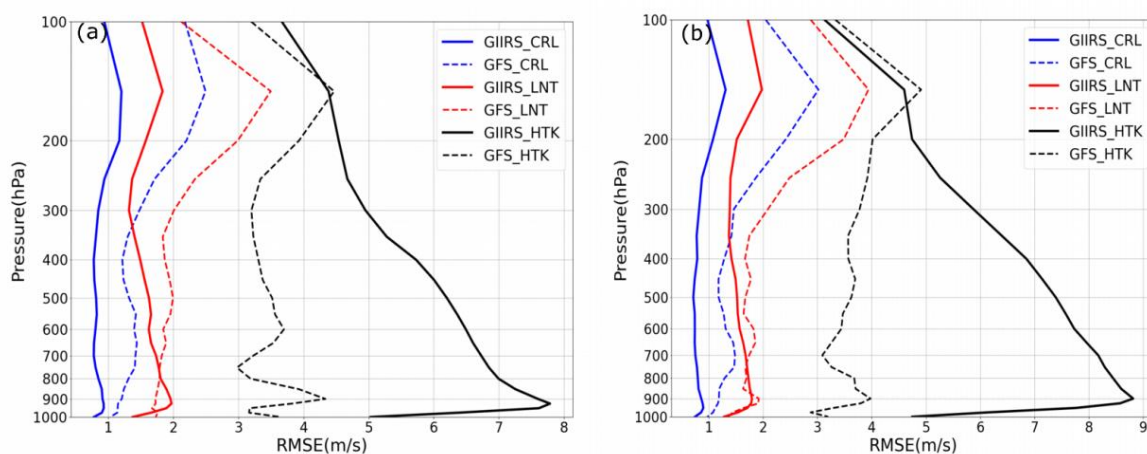 (a)
GIIRS_CRL
GFS_CRL
GIIRS_LNT
GFS_LNT
GIIRS_HTK
GFS_HTK
Pressure(hPa)
100
200
300
400
500
600
700
800
900
1000
1 2 3 4 5 6 7 8
RMSE(m/s)
(b)
GIIRS_CRL
GFS_CRL
GIIRS_LNT
GFS_LNT
GIIRS_HTK
GFS_HTK
Pressure(hPa)
100
200
300
400
500
600
700
800
900
1000
1 2 3 4 5 6 7 8 9
RMSE(m/s)